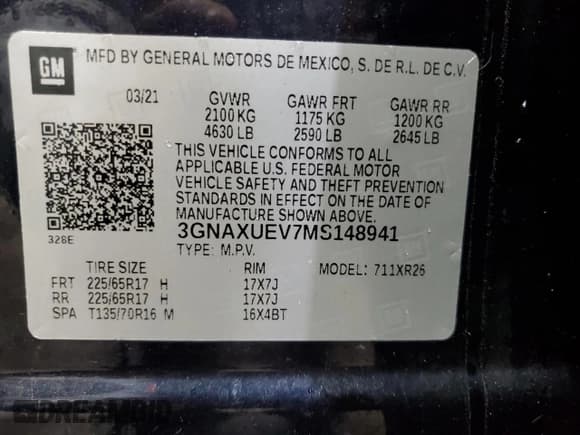 GM
MFD BY GENERAL MOTORS DE MEXICO, S. DE R.L. DE C.V.
03/21 GVWR GAWR FRT GAWR RR
2100 KG 1175 KG 1200 KG
4630 LB 2590 LB 2645 LB
THIS VEHICLE CONFORMS TO ALL
APPLICABLE U.S. FEDERAL MOTOR
VEHICLE SAFETY AND THEFT PREVENTION
STANDARDS IN EFFECT ON THE DATE OF
MANUFACTURE SHOWN ABOVE.
328E 3GNAXUEV7MS148941
TYPE: M.P.V.
TIRE SIZE RIM MODEL: 711XR26
FRT 225/65R17 H 17X7J
RR 225/65R17 H 17X7J
SPA T135/70R16 M 16X4BT
DREAMBID